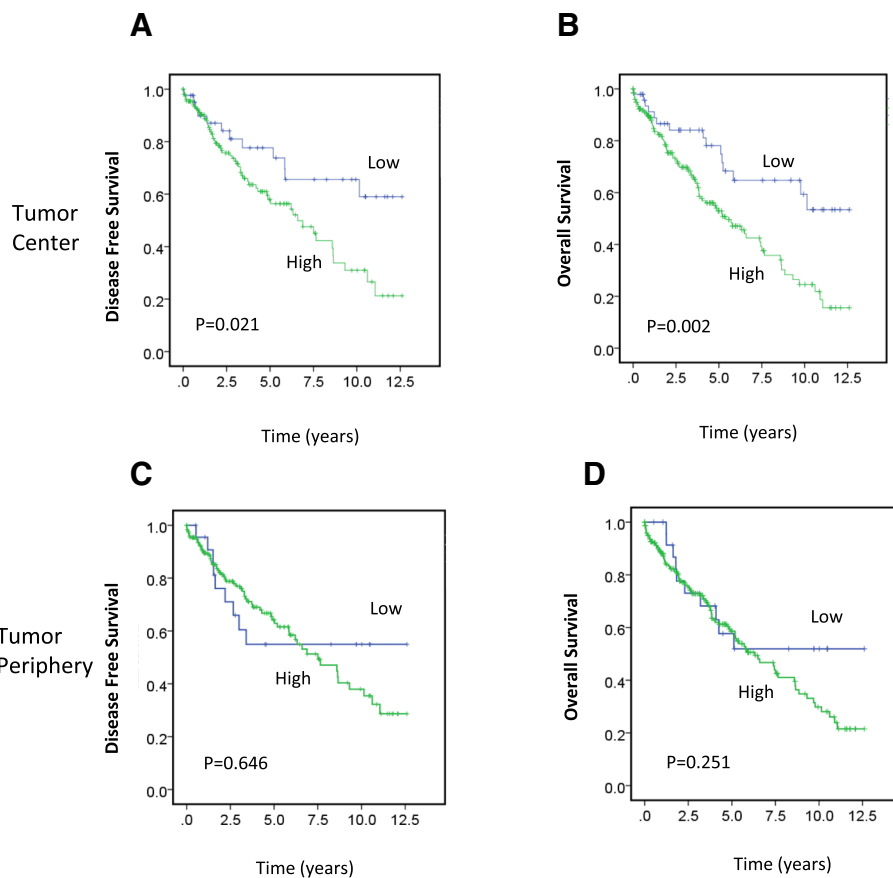 A
B
Tumor
Center
Disease Free Survival
1.0
0.8
0.6
0.4
0.2
0.0
Low
High
P=0.021
.0 2.5 5.0 7.5 10.0 12.5
Time (years)
Overall Survival
1.0
0.8
0.6
0.4
0.2
0.0
Low
High
P=0.002
.0 2.5 5.0 7.5 10.0 12.5
Time (years)
C
D
Tumor
Periphery
Disease Free Survival
1.0
0.8
0.6
0.4
0.2
0.0
Low
High
P=0.646
.0 2.5 5.0 7.5 10.0 12.5
Time (years)
Overall Survival
1.0
0.8
0.6
0.4
0.2
0.0
Low
High
P=0.251
.0 2.5 5.0 7.5 10.0 12.5
Time (years)